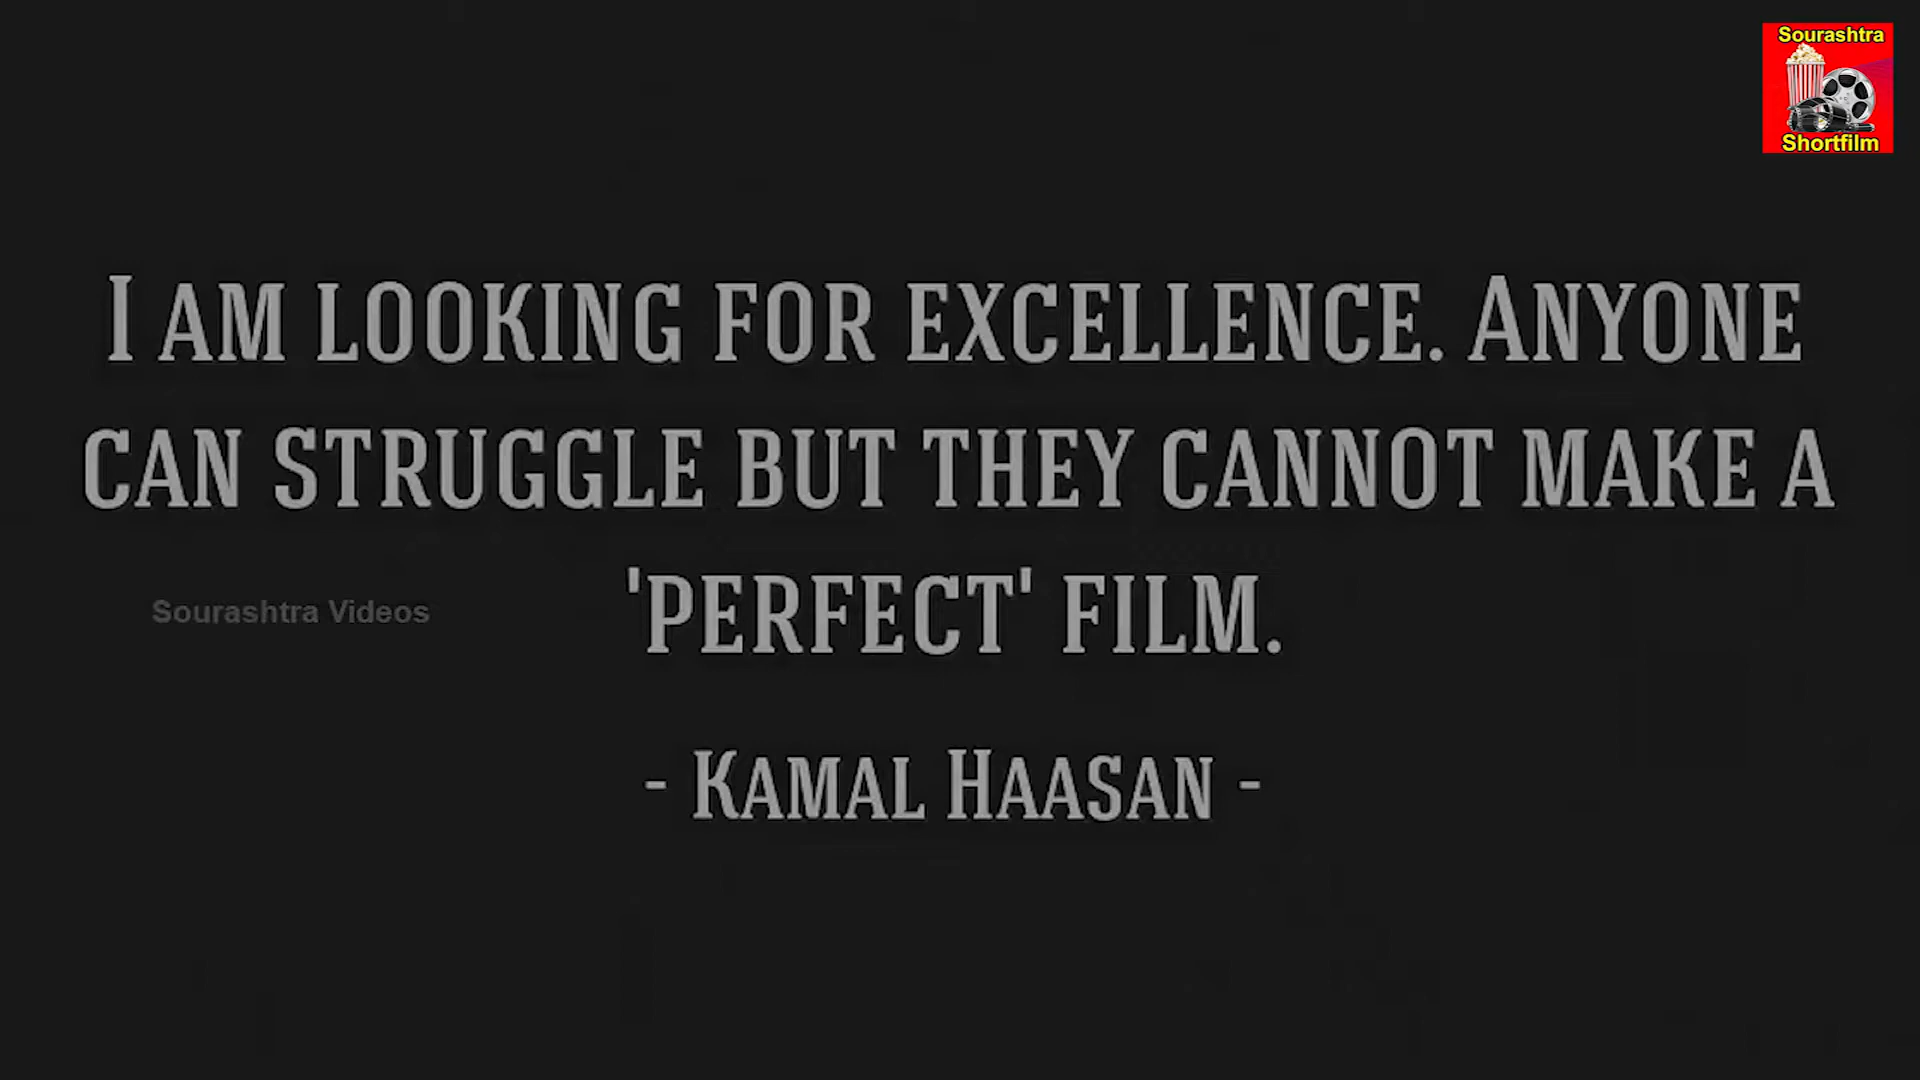 Sourashtra
Shortfilm
I AM LOOKING FOR EXCELLENCE. ANYONE
CAN STRUGGLE BUT THEY CANNOT MAKE A
'PERFECT' FILM.
Sourashtra Videos
- KAMAL HAASAN -